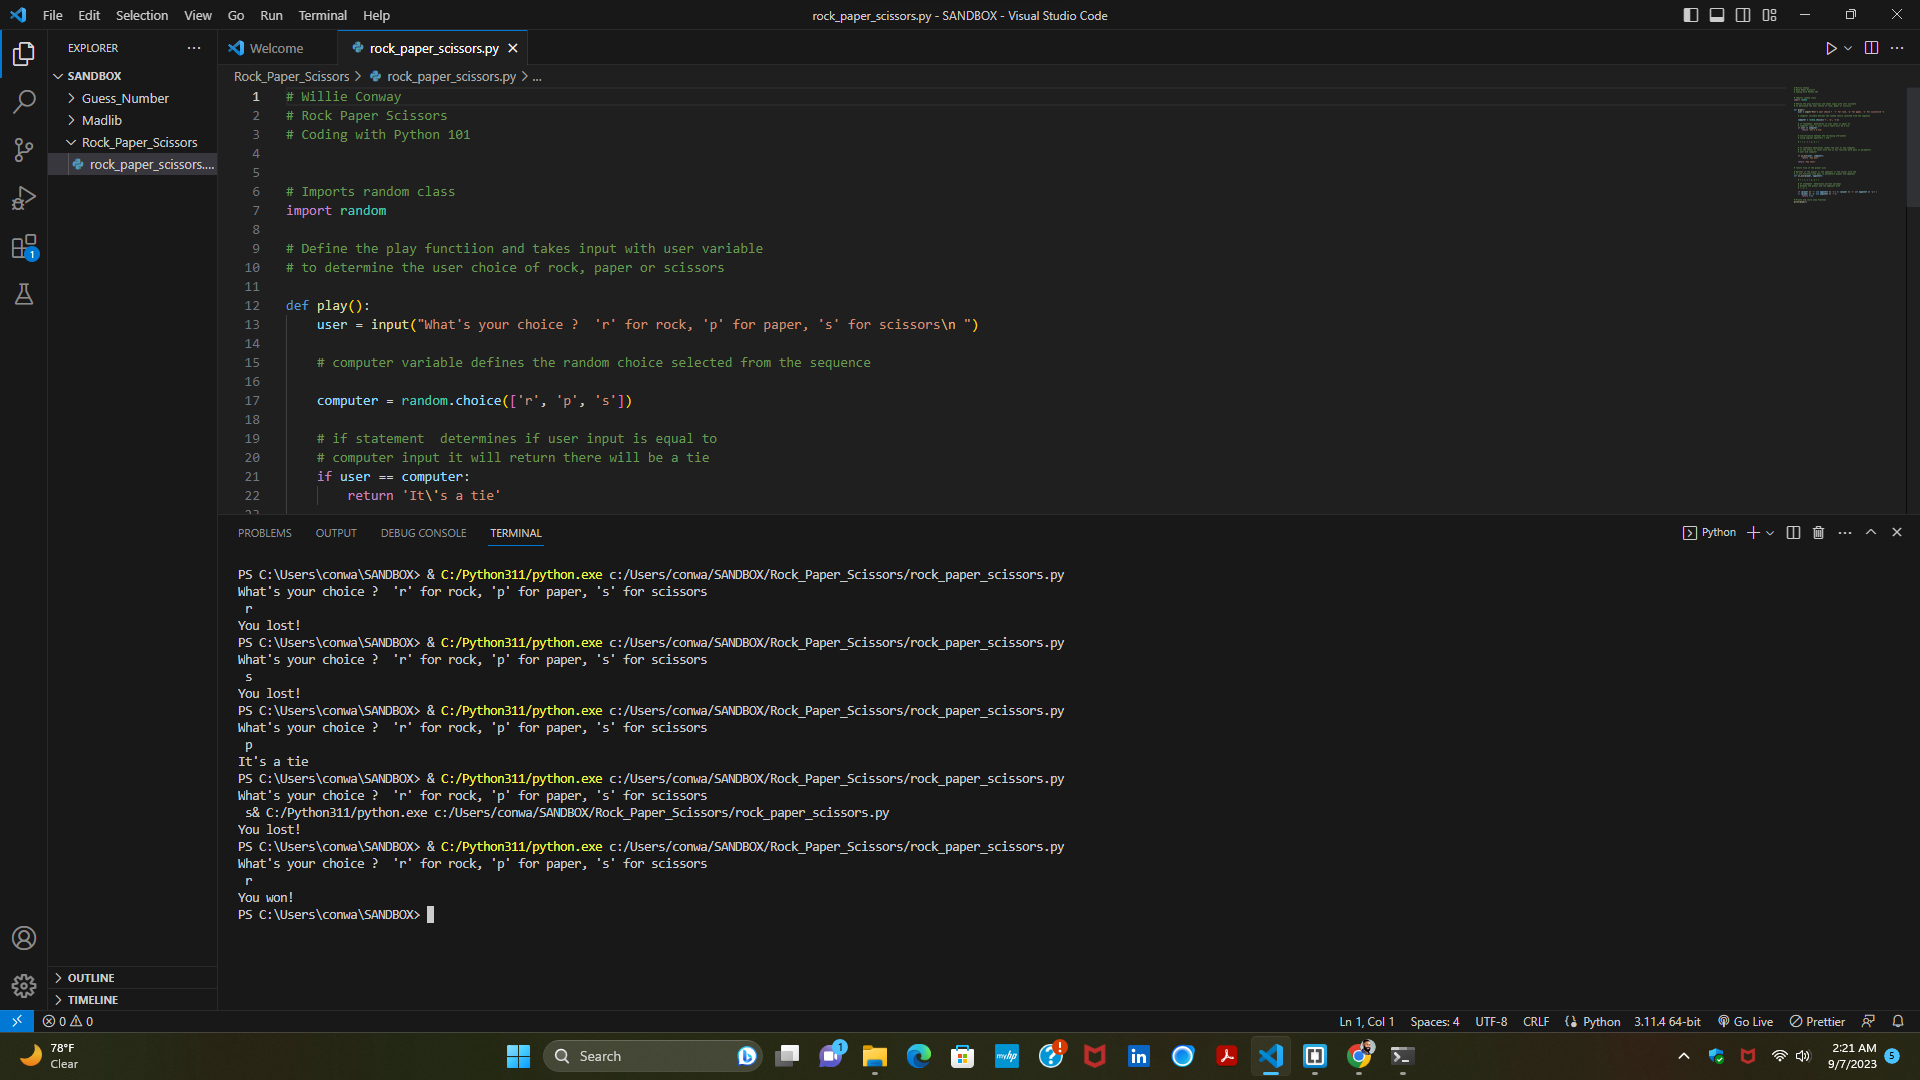 File Edit Selection View Go Run Terminal Help
rock_paper_scissors.py - SANDBOX - Visual Studio Code
EXPLORER
SANDBOX
Guess_Number
Madlib
Rock_Paper_Scissors
rock_paper_scissors....
OUTLINE
TIMELINE
1
Welcome
rock_paper_scissors.py
Rock_Paper_Scissors > rock_paper_scissors.py > ...
1 # Willie Conway
2 # Rock Paper Scissors
3 # Coding with Python 101
4
5
6 # Imports random class
7 import random
8
9 # Define the play functiion and takes input with user variable
10 # to determine the user choice of rock, paper or scissors
11
12 def play():
13 user = input("What's your choice ?  'r' for rock, 'p' for paper, 's' for scissors\n ")
14
15 # computer variable defines the random choice selected from the sequence
16
17 computer = random.choice(['r', 'p', 's'])
18
19 # if statement  determines if user input is equal to
20 # computer input it will return there will be a tie
21 if user == computer:
22 return 'It\'s a tie'
PROBLEMS OUTPUT DEBUG CONSOLE TERMINAL
Python
PS C:\Users\conwa\SANDBOX> & C:/Python311/python.exe c:/Users/conwa/SANDBOX/Rock_Paper_Scissors/rock_paper_scissors.py
What's your choice ?  'r' for rock, 'p' for paper, 's' for scissors
r
You lost!
PS C:\Users\conwa\SANDBOX> & C:/Python311/python.exe c:/Users/conwa/SANDBOX/Rock_Paper_Scissors/rock_paper_scissors.py
What's your choice ?  'r' for rock, 'p' for paper, 's' for scissors
s
You lost!
PS C:\Users\conwa\SANDBOX> & C:/Python311/python.exe c:/Users/conwa/SANDBOX/Rock_Paper_Scissors/rock_paper_scissors.py
What's your choice ?  'r' for rock, 'p' for paper, 's' for scissors
p
It's a tie
PS C:\Users\conwa\SANDBOX> & C:/Python311/python.exe c:/Users/conwa/SANDBOX/Rock_Paper_Scissors/rock_paper_scissors.py
What's your choice ?  'r' for rock, 'p' for paper, 's' for scissors
s& C:/Python311/python.exe c:/Users/conwa/SANDBOX/Rock_Paper_Scissors/rock_paper_scissors.py
You lost!
PS C:\Users\conwa\SANDBOX> & C:/Python311/python.exe c:/Users/conwa/SANDBOX/Rock_Paper_Scissors/rock_paper_scissors.py
What's your choice ?  'r' for rock, 'p' for paper, 's' for scissors
r
You won!
PS C:\Users\conwa\SANDBOX>
0 0
Ln 1, Col 1 Spaces: 4 UTF-8 CRLF Python 3.11.4 64-bit Go Live Prettier
78°F
Clear
Search
1
myhp
in
2:21 AM
9/7/2023
5